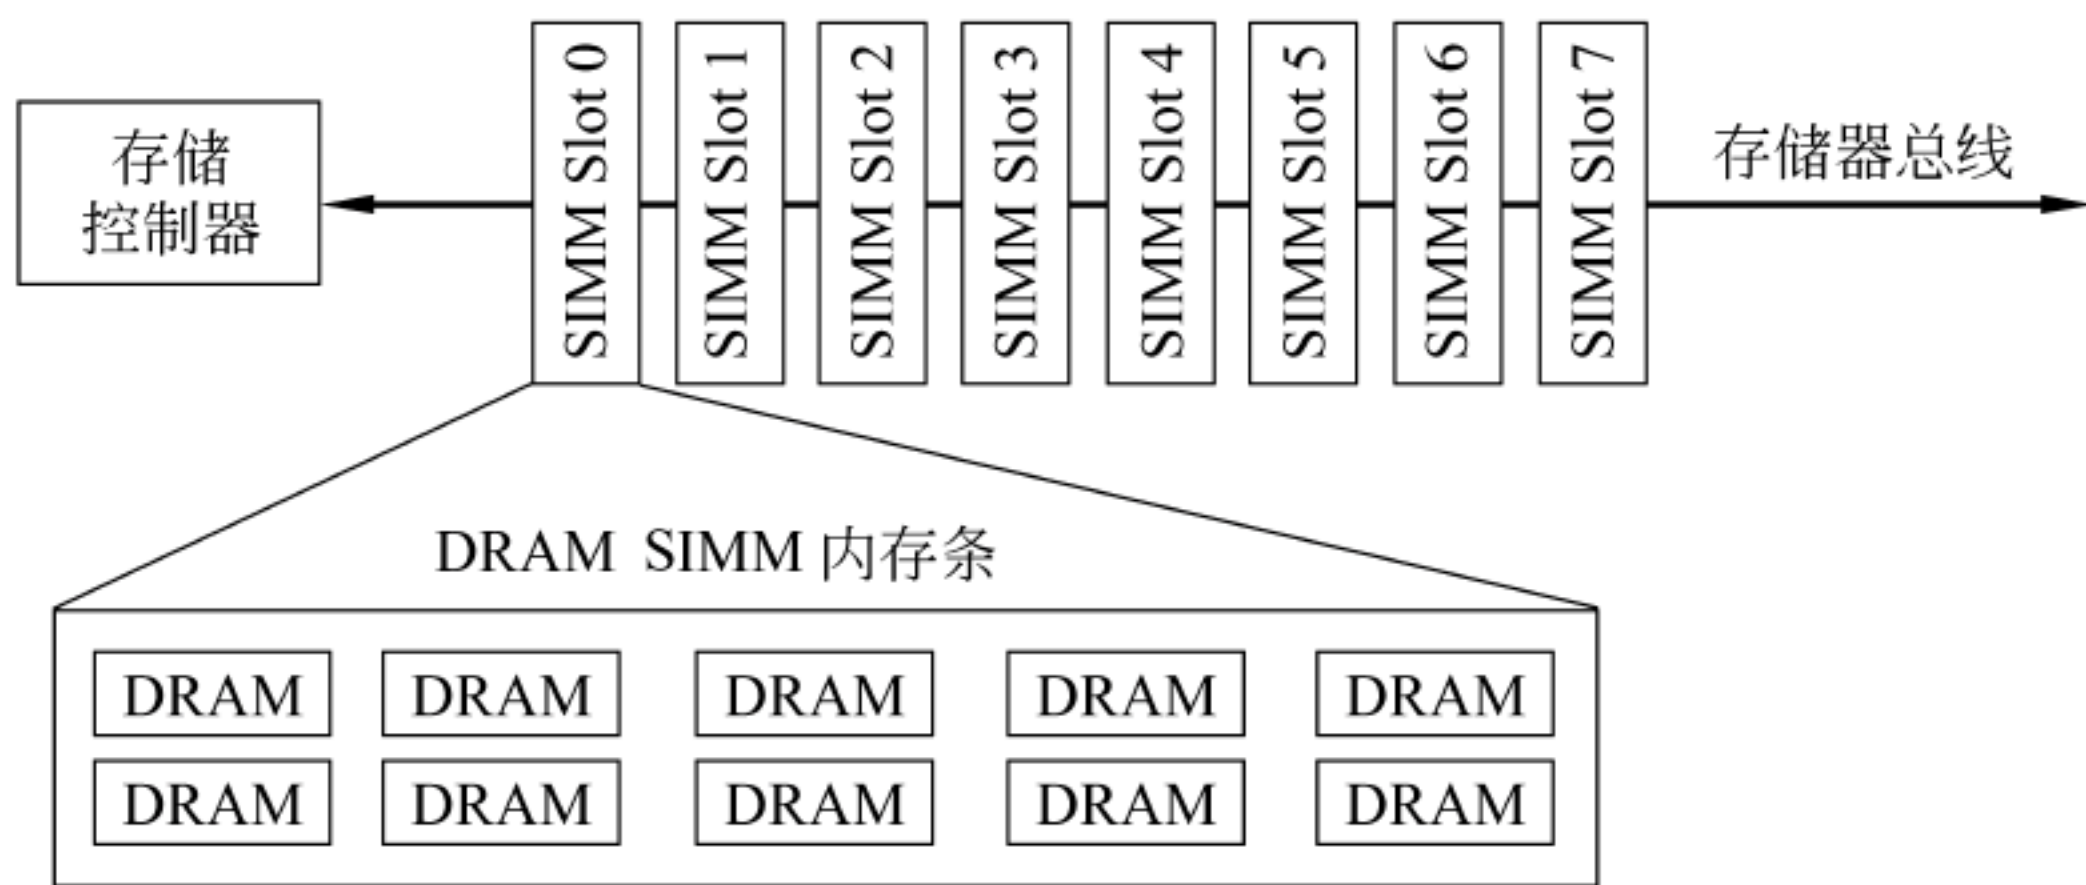 存储
控制器
SIMM Slot 0
SIMM Slot 1
SIMM Slot 2
SIMM Slot 3
SIMM Slot 4
SIMM Slot 5
SIMM Slot 6
SIMM Slot 7
存储器总线
DRAM SIMM 内存条
DRAM DRAM DRAM DRAM DRAM
DRAM DRAM DRAM DRAM DRAM